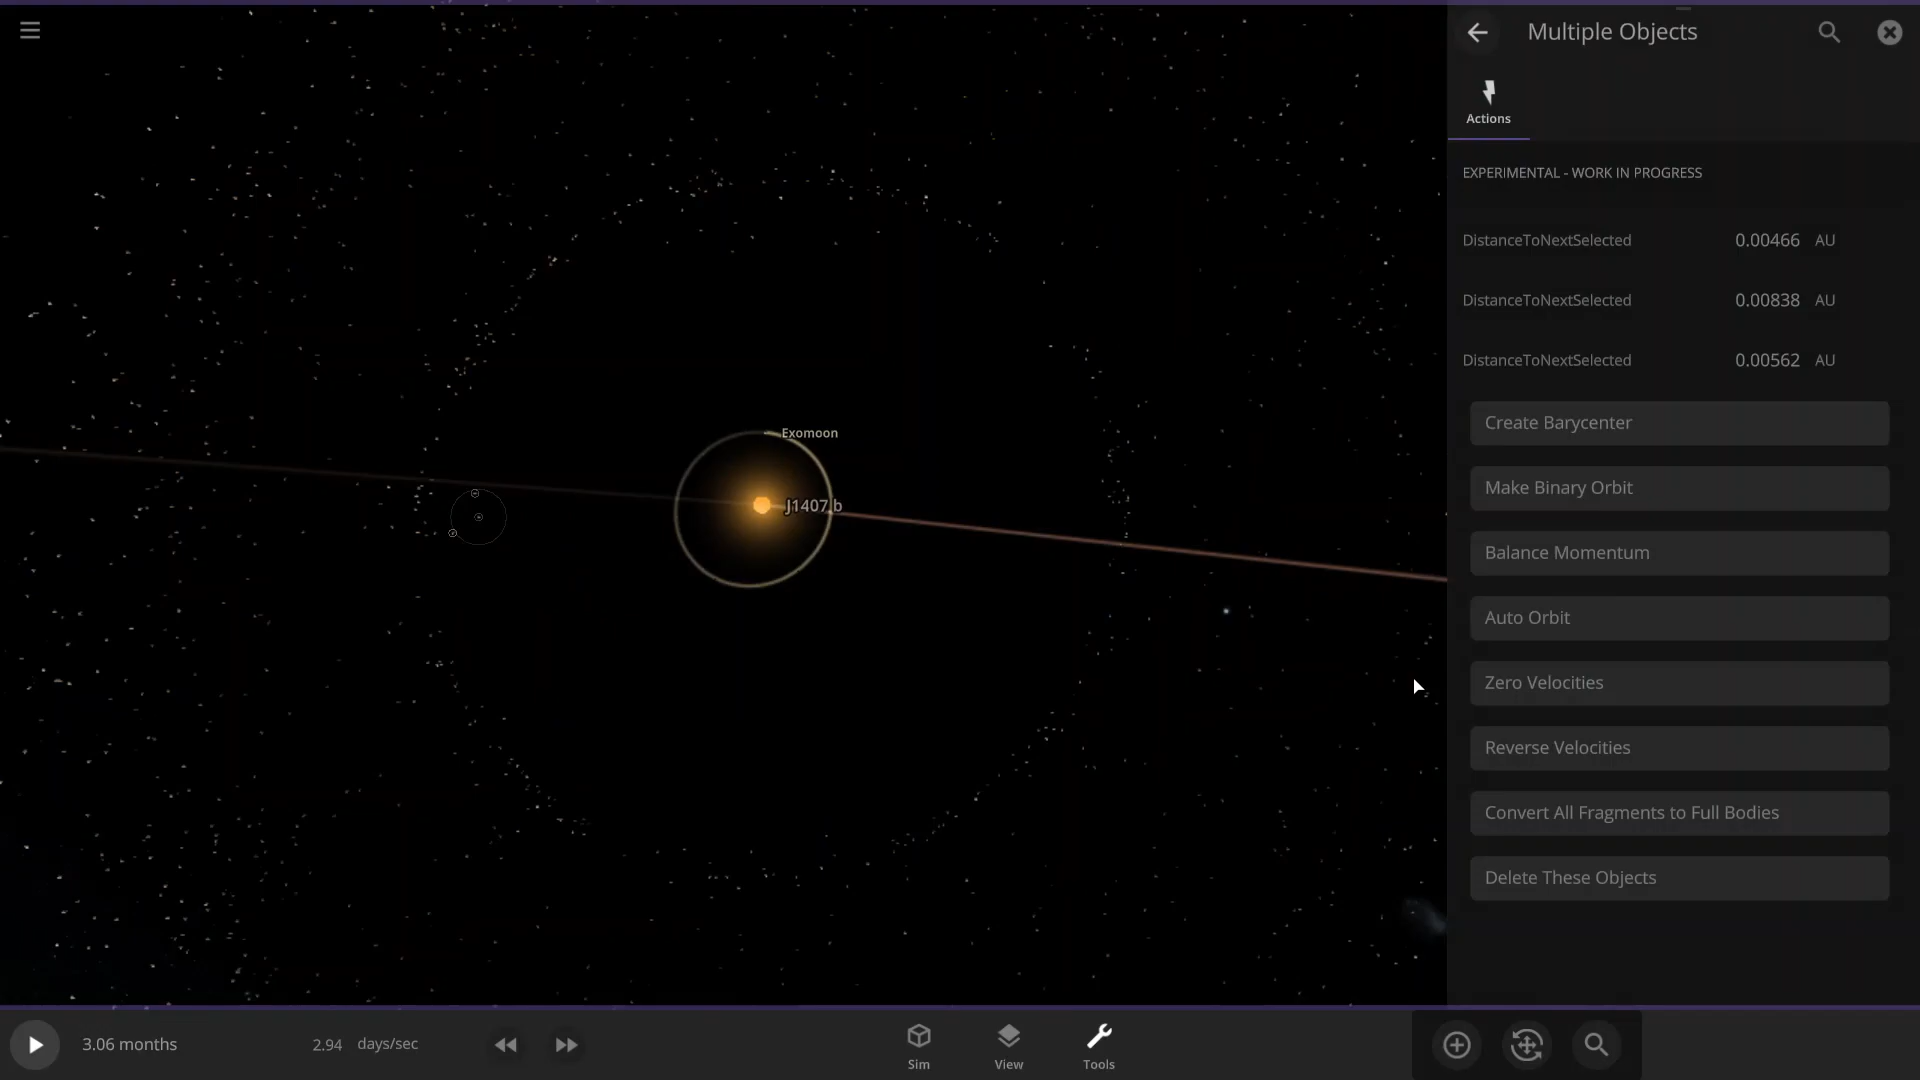 Multiple Objects
Actions
EXPERIMENTAL - WORK IN PROGRESS
DistanceToNextSelected 0.00466 AU
DistanceToNextSelected 0.00838 AU
DistanceToNextSelected 0.00562 AU
Create Barycenter
Make Binary Orbit
Balance Momentum
Auto Orbit
Zero Velocities
Reverse Velocities
Convert All Fragments to Full Bodies
Delete These Objects
Exomoon
J1407 b
3.06 months
2.94 days/sec
Sim
View
Tools